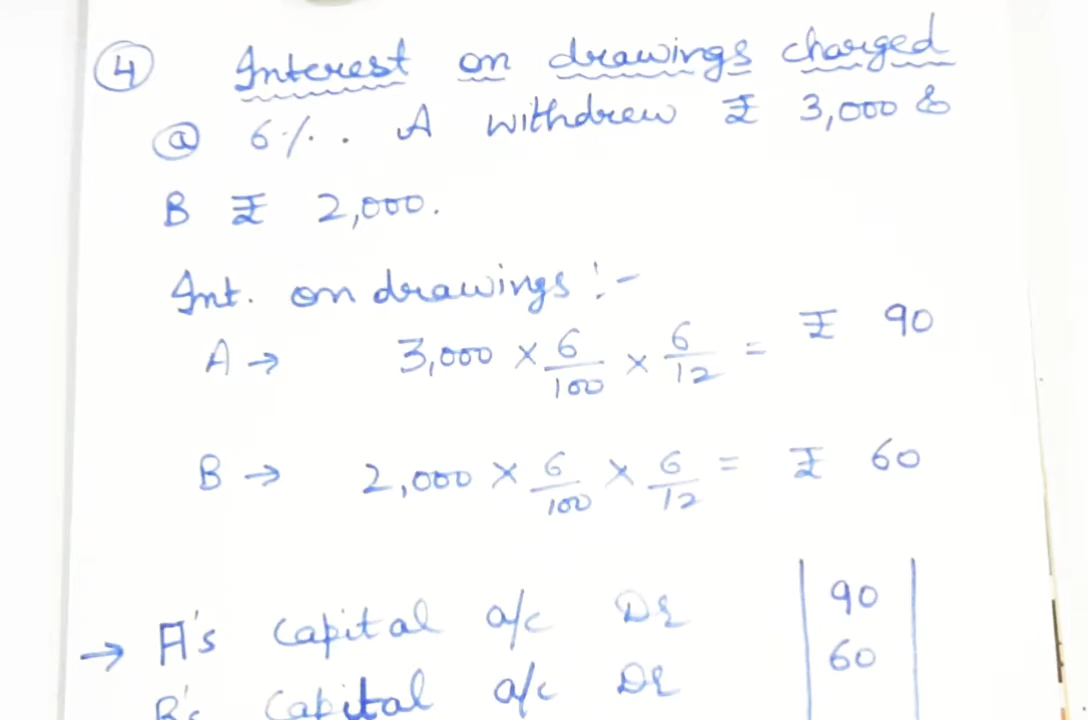 4 Interest on drawings charged
@ 6%. A withdrew ₹ 3,000 &
B ₹ 2,000.
Int. on drawings :-
A → 3,000 × 6/100 × 6/12 = ₹ 90
B → 2,000 × 6/100 × 6/12 = ₹ 60
→ A's capital a/c Dr 90
B's capital a/c Dr 60